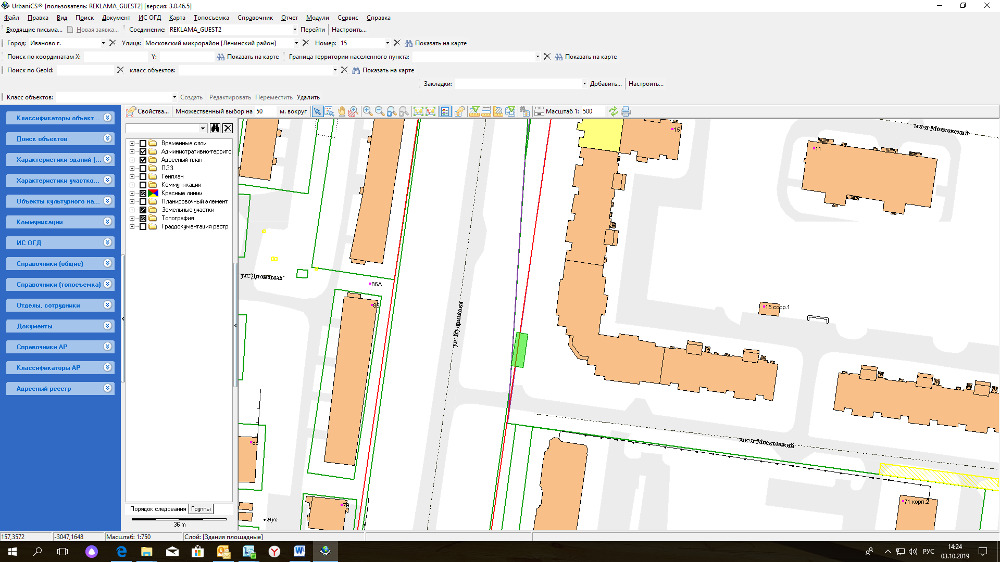 UrbaniCS® [пользователь: REKLAMA_GUEST2] [версия: 3.0.46.5]
Файл Правка Вид Поиск Документ ИС ОГД Карта Топосъемка Справочник Отчет Модули Сервис Справка
Входящие письма... Новая заявка... Соединение: REKLAMA_GUEST2 Перейти Настроить...
Город: Иваново г. Улица: Московский микрорайон [Ленинский район] Номер: 15 Показать на карте
Поиск по координатам X: Y: Показать на карте Граница территории населенного пункта: Показать на карте
Поиск по GeoId: класс объектов: Показать на карте
Закладки: Добавить... Настроить...
Класс объектов: Создать Редактировать Переместить Удалить
Свойства... Множественный выбор на 50 м. вокруг 1:100 Масштаб 1: 500
Классификаторы объект...
Поиск объектов
Характеристики зданий (...
Характеристики участко...
Объекты культурного на...
Коммуникации
ИС ОГД
Справочники (общие)
Справочники (топосъемка)
Отделы, сотрудники
Документы
Справочники АР
Классификаторы АР
Адресный реестр
Временные слои
Административно-территор
Адресный план
ПЗЗ
Генплан
Коммуникации
Красные линии
Планировочный элемент
Земельные участки
Топография
Граддокументация растр
Порядок следования Группы
36 m
15
мк-н Московский
11
ул. Диановых
86А
86
ул. Кудряшова
15 соор.1
мк-н Московский
88
79
мус
71 корп.2
157,3572 -3047,1648 Масштаб: 1:750 Слой: [Здания площадные]
РУС 14:24
03.10.2019